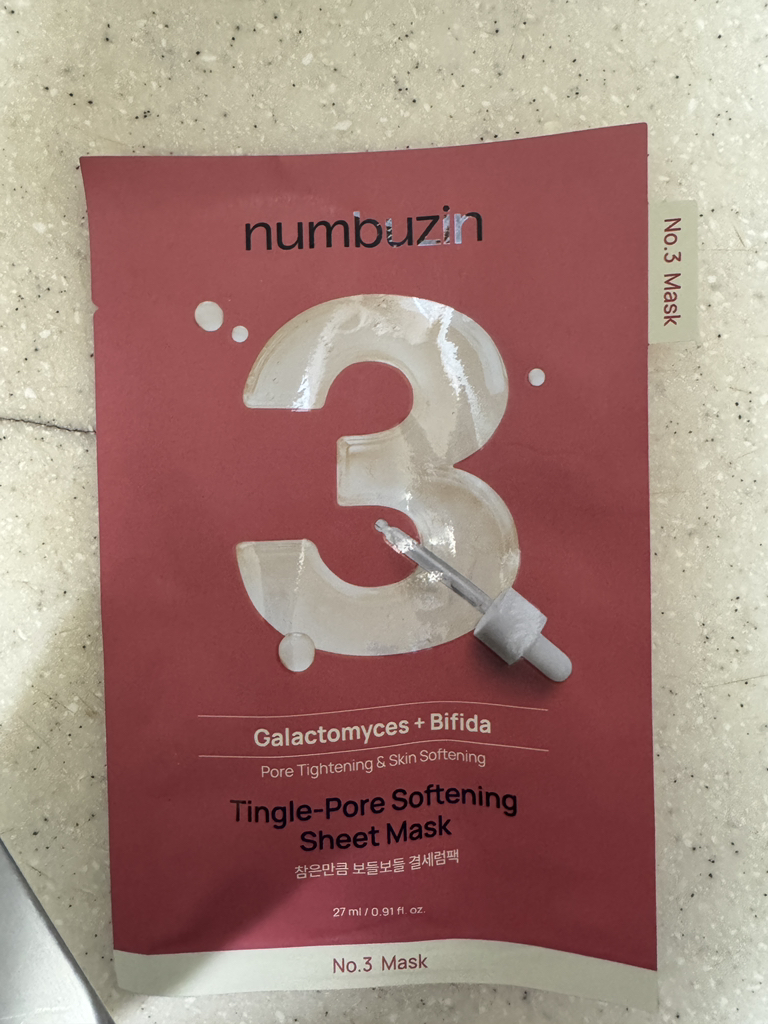 numbuzin
No.3 Mask
3
Galactomyces + Bifida
Pore Tightening & Skin Softening
Tingle-Pore Softening
Sheet Mask
참은만큼 보들보들 결세럼팩
27 ml / 0.91 fl. oz.
No.3 Mask